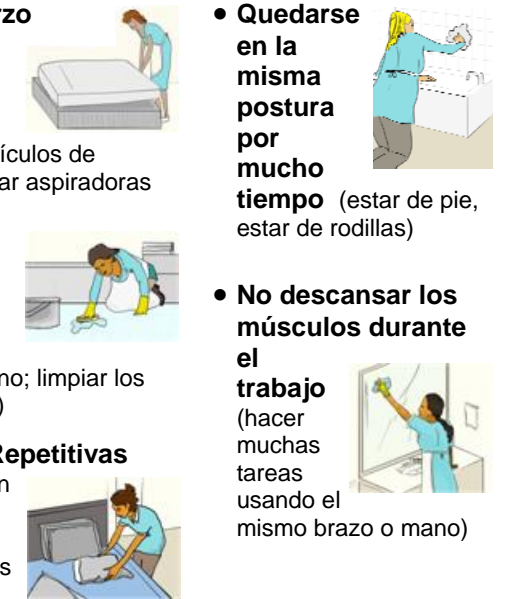 rzo
ículos de
ar aspiradoras
no; limpiar los
)
Repetitivas
n
s
• Quedarse
en la
misma
postura
por
mucho
tiempo (estar de pie,
estar de rodillas)
• No descansar los
músculos durante
el
trabajo
(hacer
muchas
tareas
usando el
mismo brazo o mano)